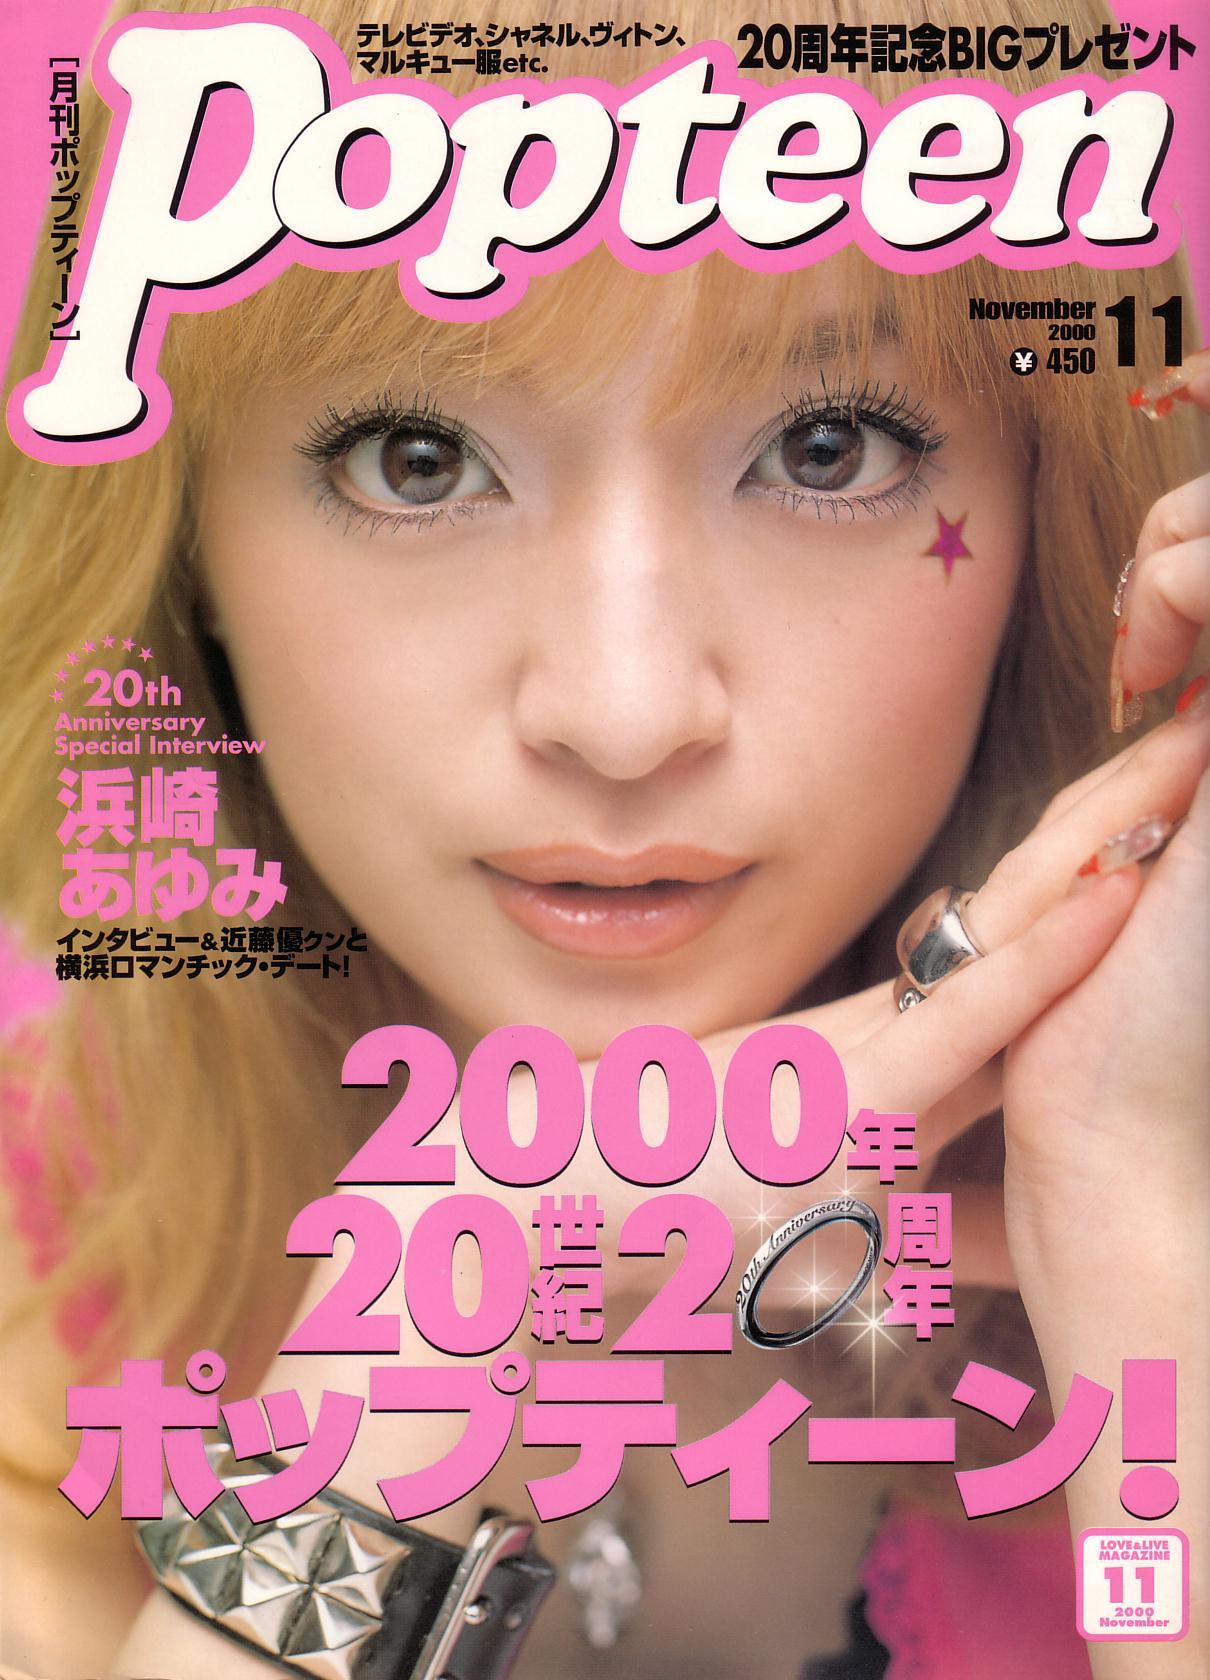 テレビデオ、シャネル、ヴィトン、
マルキュー服etc.
20周年記念BIGプレゼント
[月刊ポップティーン]
Popteen
November
2000
¥ 450
11
20th
Anniversary
Special Interview
浜崎
あゆみ
インタビュー&近藤優クンと
横浜ロマンチック・デート!
2000年
20世紀20周年
20th Anniversary
ポップティーン!
LOVE&LIVE
MAGAZINE
11
2000
November